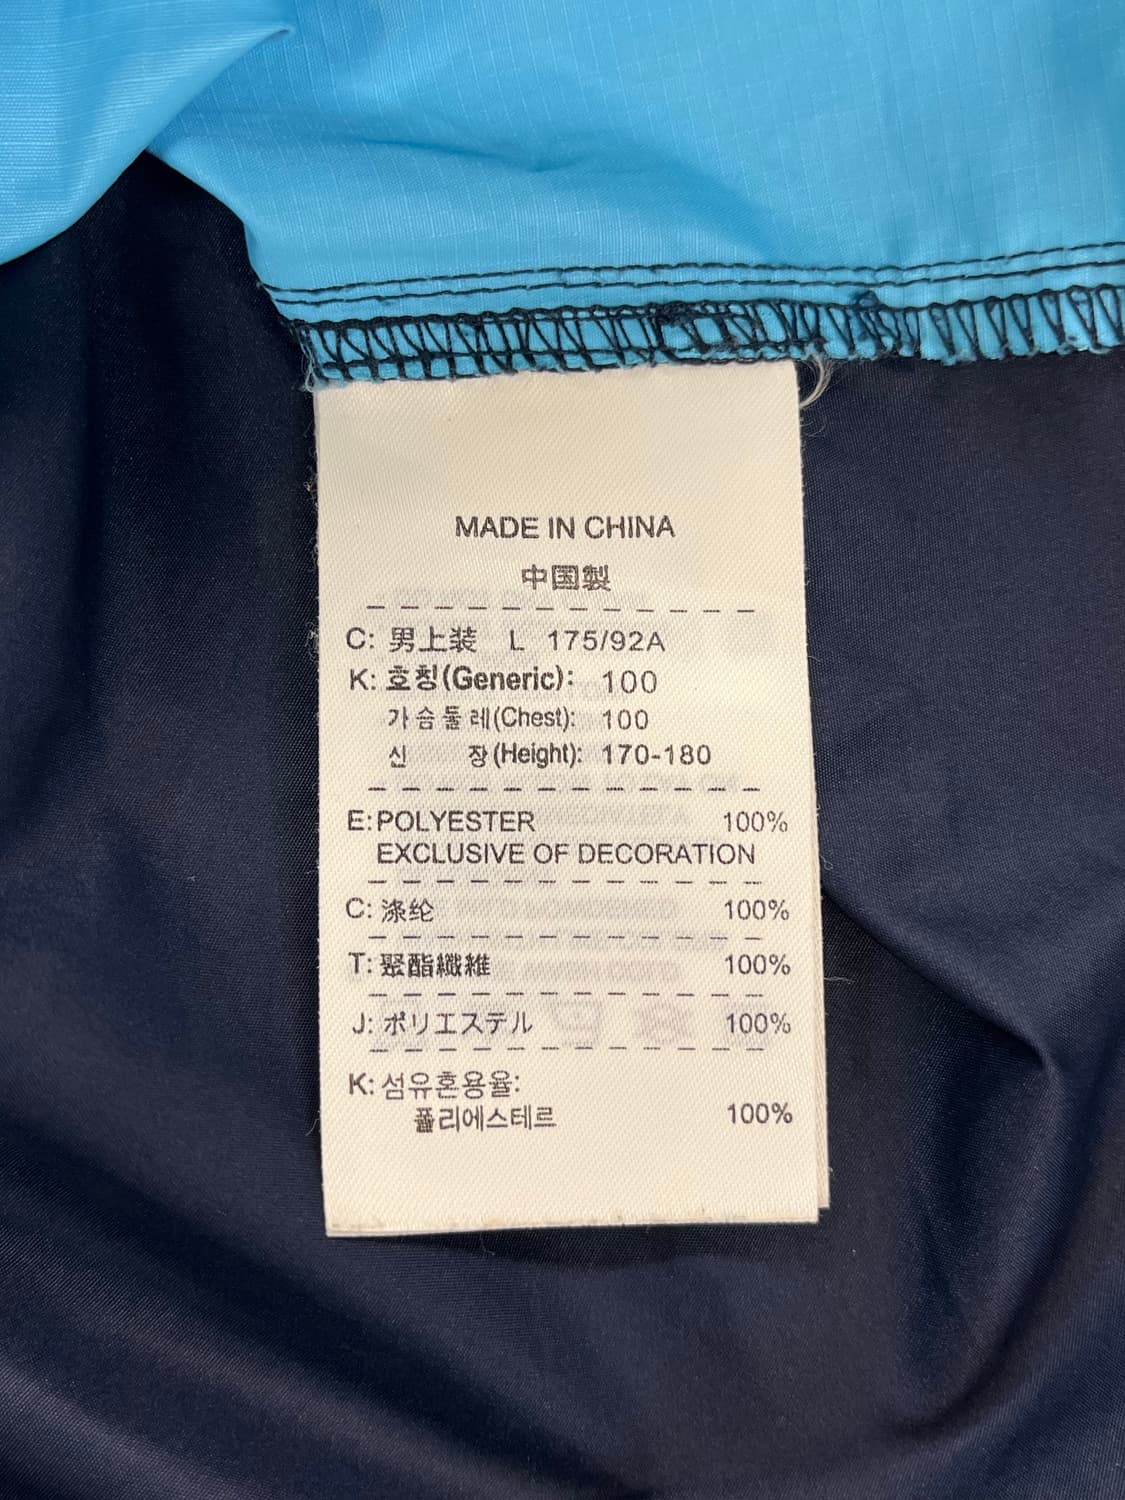 MADE IN CHINA
中国製
C: 男上装 L 175/92A
K: 호칭(Generic): 100
가슴둘레(Chest): 100
신 장(Height): 170-180
E: POLYESTER 100%
EXCLUSIVE OF DECORATION
C: 涤纶 100%
T: 聚酯纖維 100%
J: ポリエステル 100%
K: 섬유혼용율:
폴리에스테르 100%